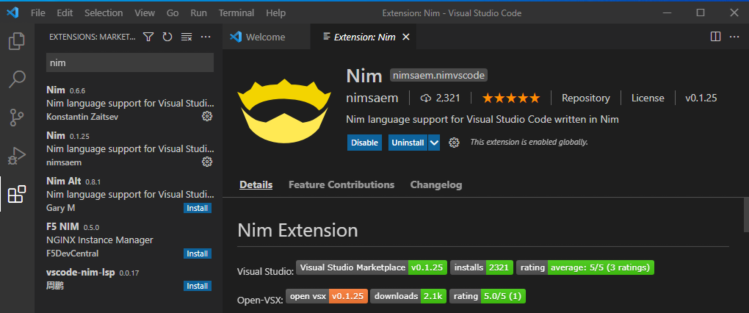 File Edit Selection View Go Run Terminal Help Extension: Nim - Visual Studio Code
EXTENSIONS: MARKET...
Welcome
Extension: Nim
nim
Nim 0.6.6
Nim language support for Visual Studi...
Konstantin Zaitsev
Nim 0.1.25
Nim language support for Visual Studi...
nimsaem
Nim Alt 0.8.1
Nim language support for Visual Studi...
Gary M Install
F5 NIM 0.5.0
NGINX Instance Manager
F5DevCentral Install
vscode-nim-lsp 0.0.17
周鹏 Install
Nim nimsaem.nimvscode
nimsaem 2,321 Repository License v0.1.25
Nim language support for Visual Studio Code written in Nim
Disable Uninstall This extension is enabled globally.
Details Feature Contributions Changelog
Nim Extension
Visual Studio: Visual Studio Marketplace v0.1.25 installs 2321 rating average: 5/5 (3 ratings)
Open-VSX: open vsx v0.1.25 downloads 2.1k rating 5.0/5 (1)